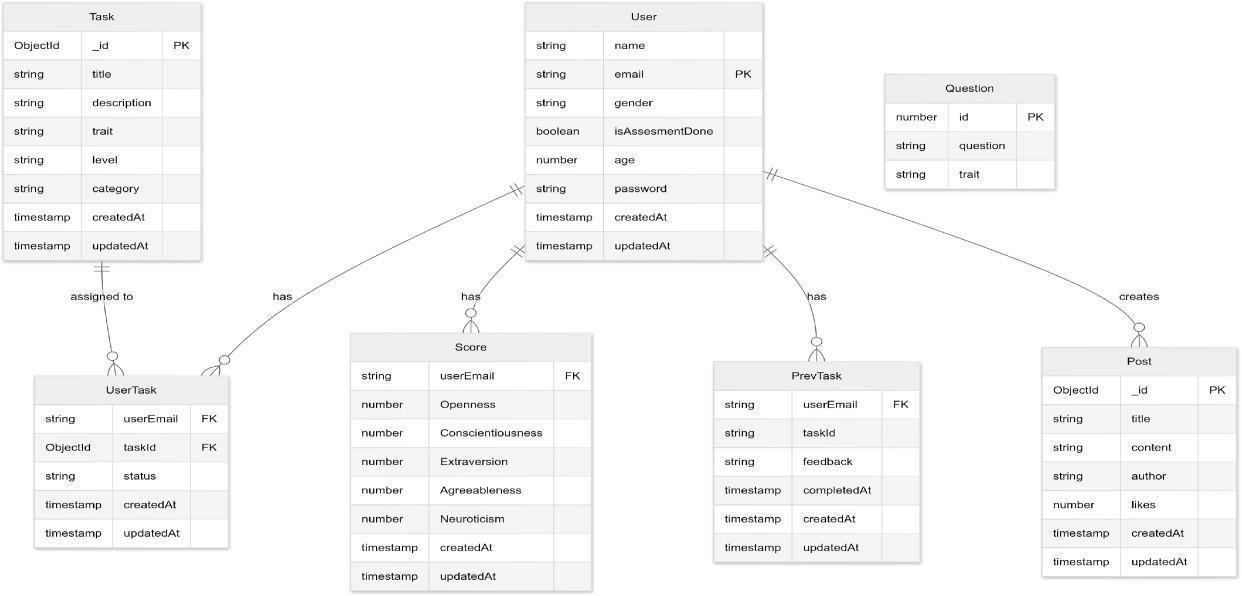 Task
ObjectId _id PK
string title
string description
string trait
string level
string category
timestamp createdAt
timestamp updatedAt
User
string name
string email PK
string gender
boolean isAssesmentDone
number age
string password
timestamp createdAt
timestamp updatedAt
Question
number id PK
string question
string trait
assigned to
has
has
has
creates
UserTask
string userEmail FK
ObjectId taskId FK
string status
timestamp createdAt
timestamp updatedAt
Score
string userEmail FK
number Openness
number Conscientiousness
number Extraversion
number Agreeableness
number Neuroticism
timestamp createdAt
timestamp updatedAt
PrevTask
string userEmail FK
string taskId
string feedback
timestamp completedAt
timestamp createdAt
timestamp updatedAt
Post
ObjectId _id PK
string title
string content
string author
number likes
timestamp createdAt
timestamp updatedAt